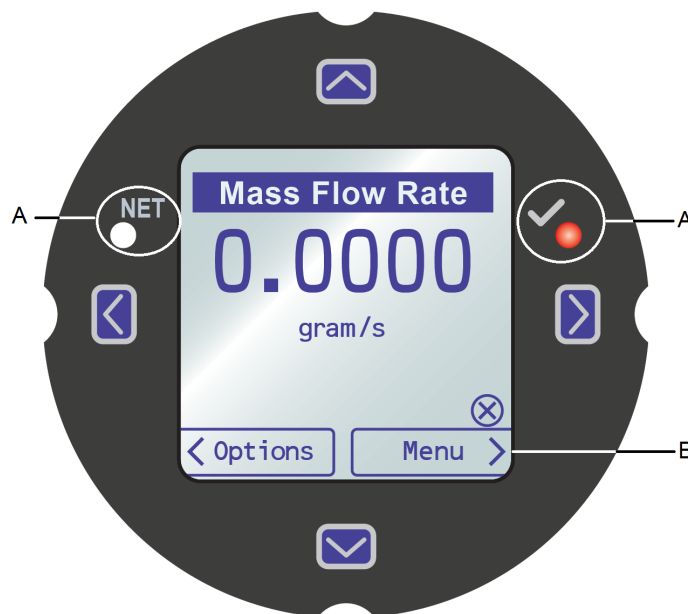 Mass Flow Rate
A
NET
A
0.0000
gram/s
Options
Menu
E